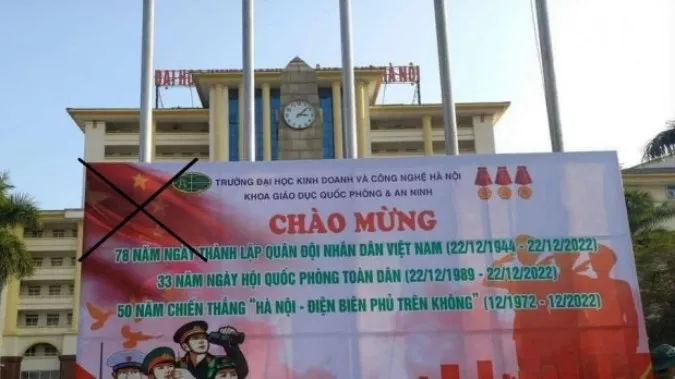 ĐẠI HỌC HÀ NỘI
TRƯỜNG ĐẠI HỌC KINH DOANH VÀ CÔNG NGHỆ HÀ NỘI
KHOA GIÁO DỤC QUỐC PHÒNG & AN NINH
CHÀO MỪNG
78 NĂM NGÀY THÀNH LẬP QUÂN ĐỘI NHÂN DÂN VIỆT NAM (22/12/1944 - 22/12/2022)
33 NĂM NGÀY HỘI QUỐC PHÒNG TOÀN DÂN (22/12/1989 - 22/12/2022)
50 NĂM CHIẾN THẮNG "HÀ NỘI - ĐIỆN BIÊN PHỦ TRÊN KHÔNG" (12/1972 - 12/2022)